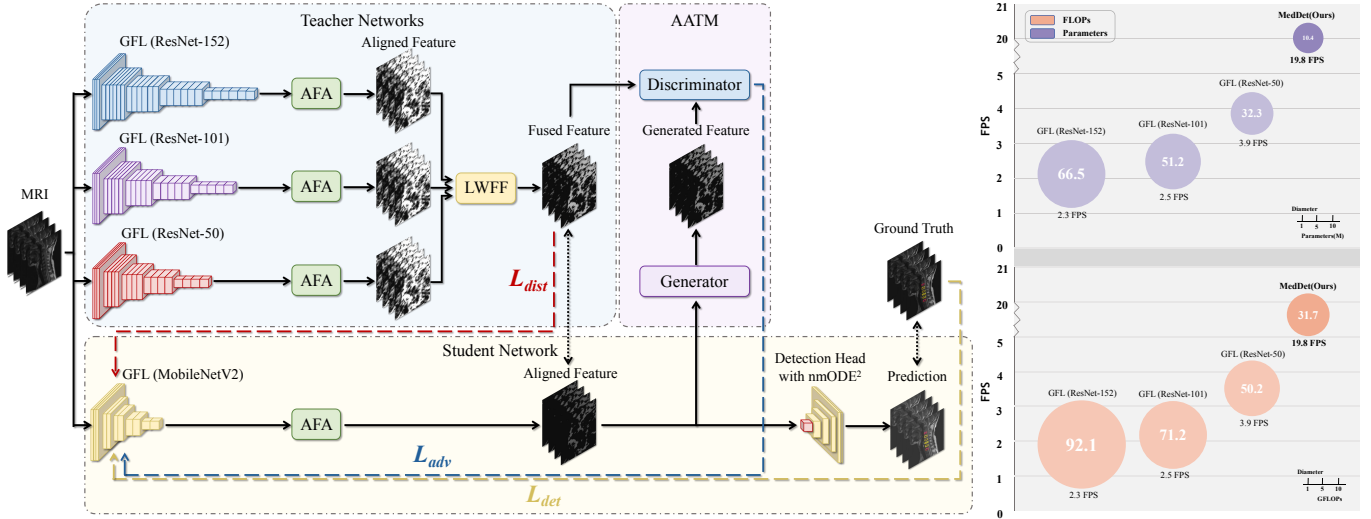 Teacher Networks
AATM
GFL (ResNet-152)
Aligned Feature
AFA
Discriminator
GFL (ResNet-101)
Fused Feature
Generated Feature
MRI
AFA
LWFF
GFL (ResNet-50)
Ground Truth
AFA
L_dist
Generator
Student Network
GFL (MobileNetV2)
Aligned Feature
Detection Head
with nmODE²
Prediction
AFA
L_adv
L_det
21
FLOPs
Parameters
MedDet(Ours)
20
10.4
19.8 FPS
5
GFL (ResNet-50)
4
32.3
FPS
GFL (ResNet-152)
GFL (ResNet-101)
3.9 FPS
3
66.5
51.2
2
2.3 FPS
2.5 FPS
1
Diameter
1 5 10
Parameters(M)
0
21
MedDet(Ours)
20
31.7
19.8 FPS
5
GFL (ResNet-50)
4
50.2
FPS
GFL (ResNet-152)
GFL (ResNet-101)
3.9 FPS
3
92.1
71.2
2
2.3 FPS
2.5 FPS
1
Diameter
1 5 10
GFLOPs
0